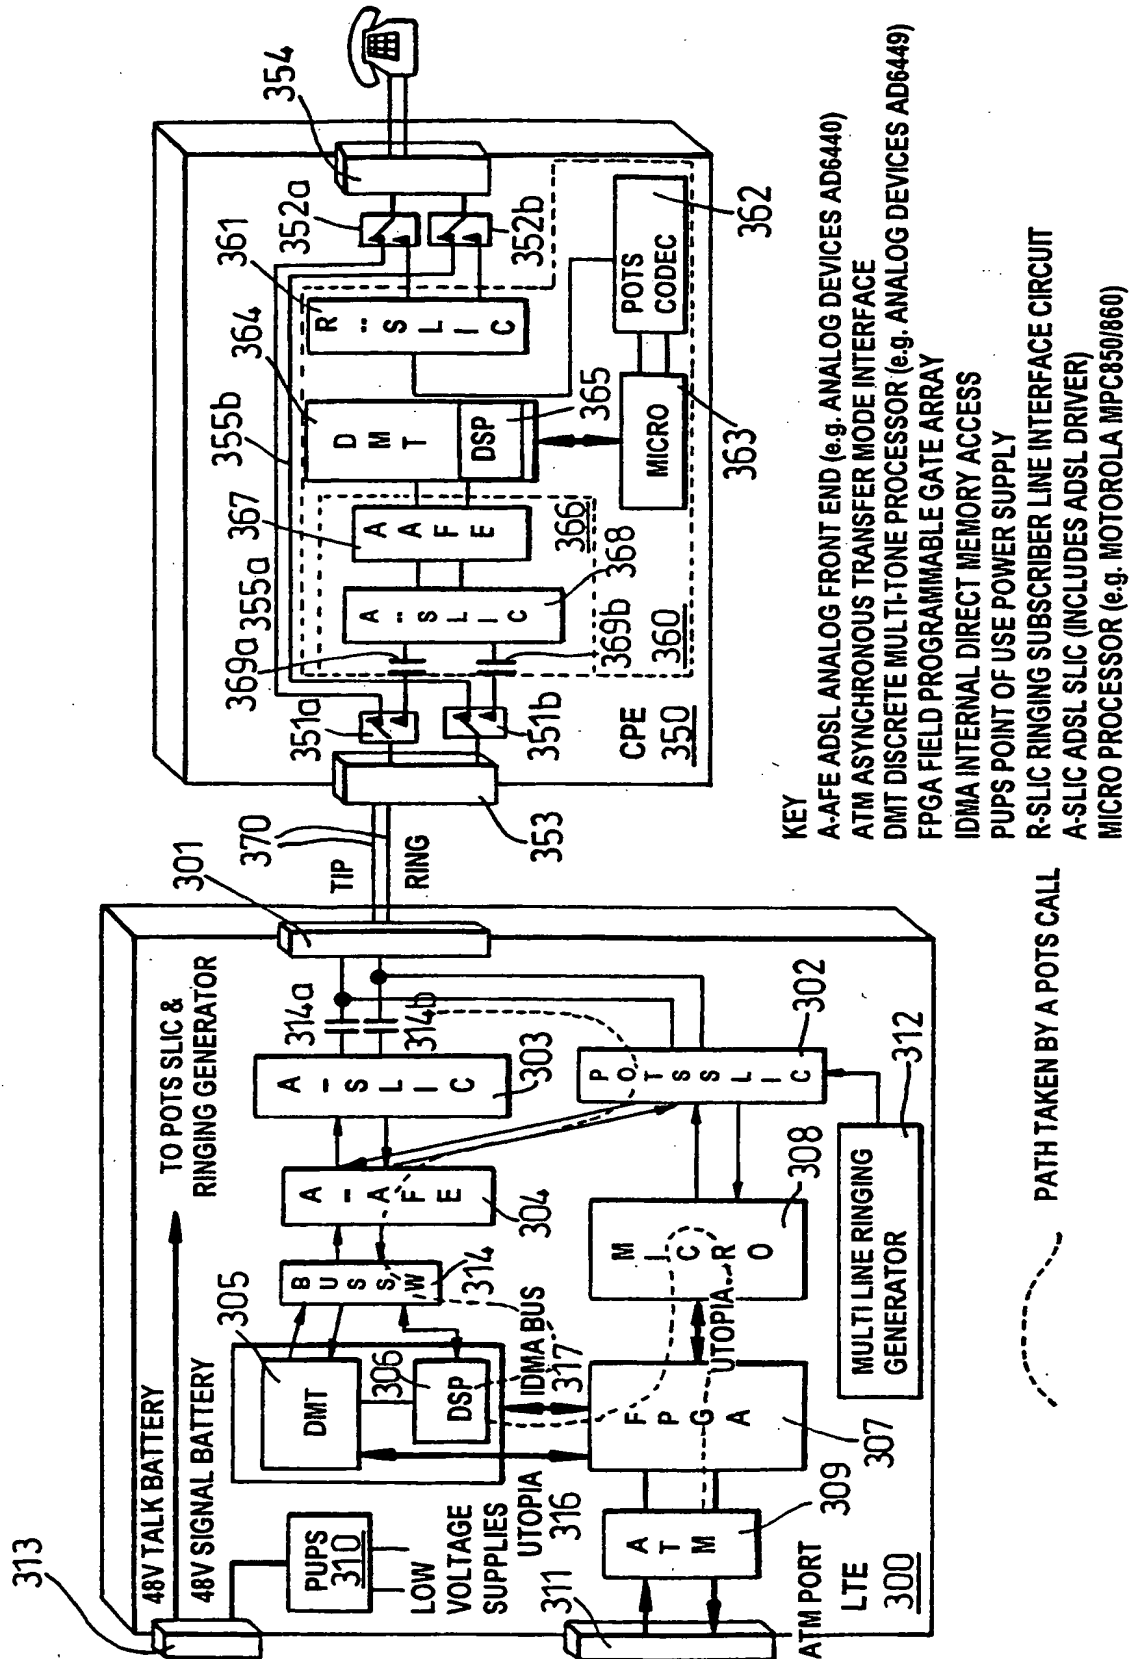 313
48V TALK BATTERY
48V SIGNAL BATTERY
TO POTS SLIC &
RINGING GENERATOR
PUPS
310
LOW
VOLTAGE
SUPPLIES
305
DMT
306
DSP
BUS SW
314
A-AFE
304
A-SLIC
303
314a
314b
301
UTOPIA
316
IDMA BUS
317
311
ATM PORT
ATM
309
FPGA
307
UTOPIA
MICRO
308
POTS SLIC
302
MULTI LINE RINGING
GENERATOR
312
LTE
300
TIP
RING
370
353
351a
351b
369a
369b
355a
355b
A-SLIC
368
AAFE
367
366
DMT
364
DSP
365
R-SLIC
361
352a
352b
354
MICRO
363
POTS
CODEC
362
360
CPE
350
KEY
A-AFE ADSL ANALOG FRONT END (e.g. ANALOG DEVICES AD6440)
ATM ASYNCHRONOUS TRANSFER MODE INTERFACE
DMT DISCRETE MULTI-TONE PROCESSOR (e.g. ANALOG DEVICES AD6449)
FPGA FIELD PROGRAMMABLE GATE ARRAY
IDMA INTERNAL DIRECT MEMORY ACCESS
PUPS POINT OF USE POWER SUPPLY
R-SLIC RINGING SUBSCRIBER LINE INTERFACE CIRCUIT
A-SLIC ADSL SLIC (INCLUDES ADSL DRIVER)
MICRO PROCESSOR (e.g. MOTOROLA MPC850/860)
PATH TAKEN BY A POTS CALL